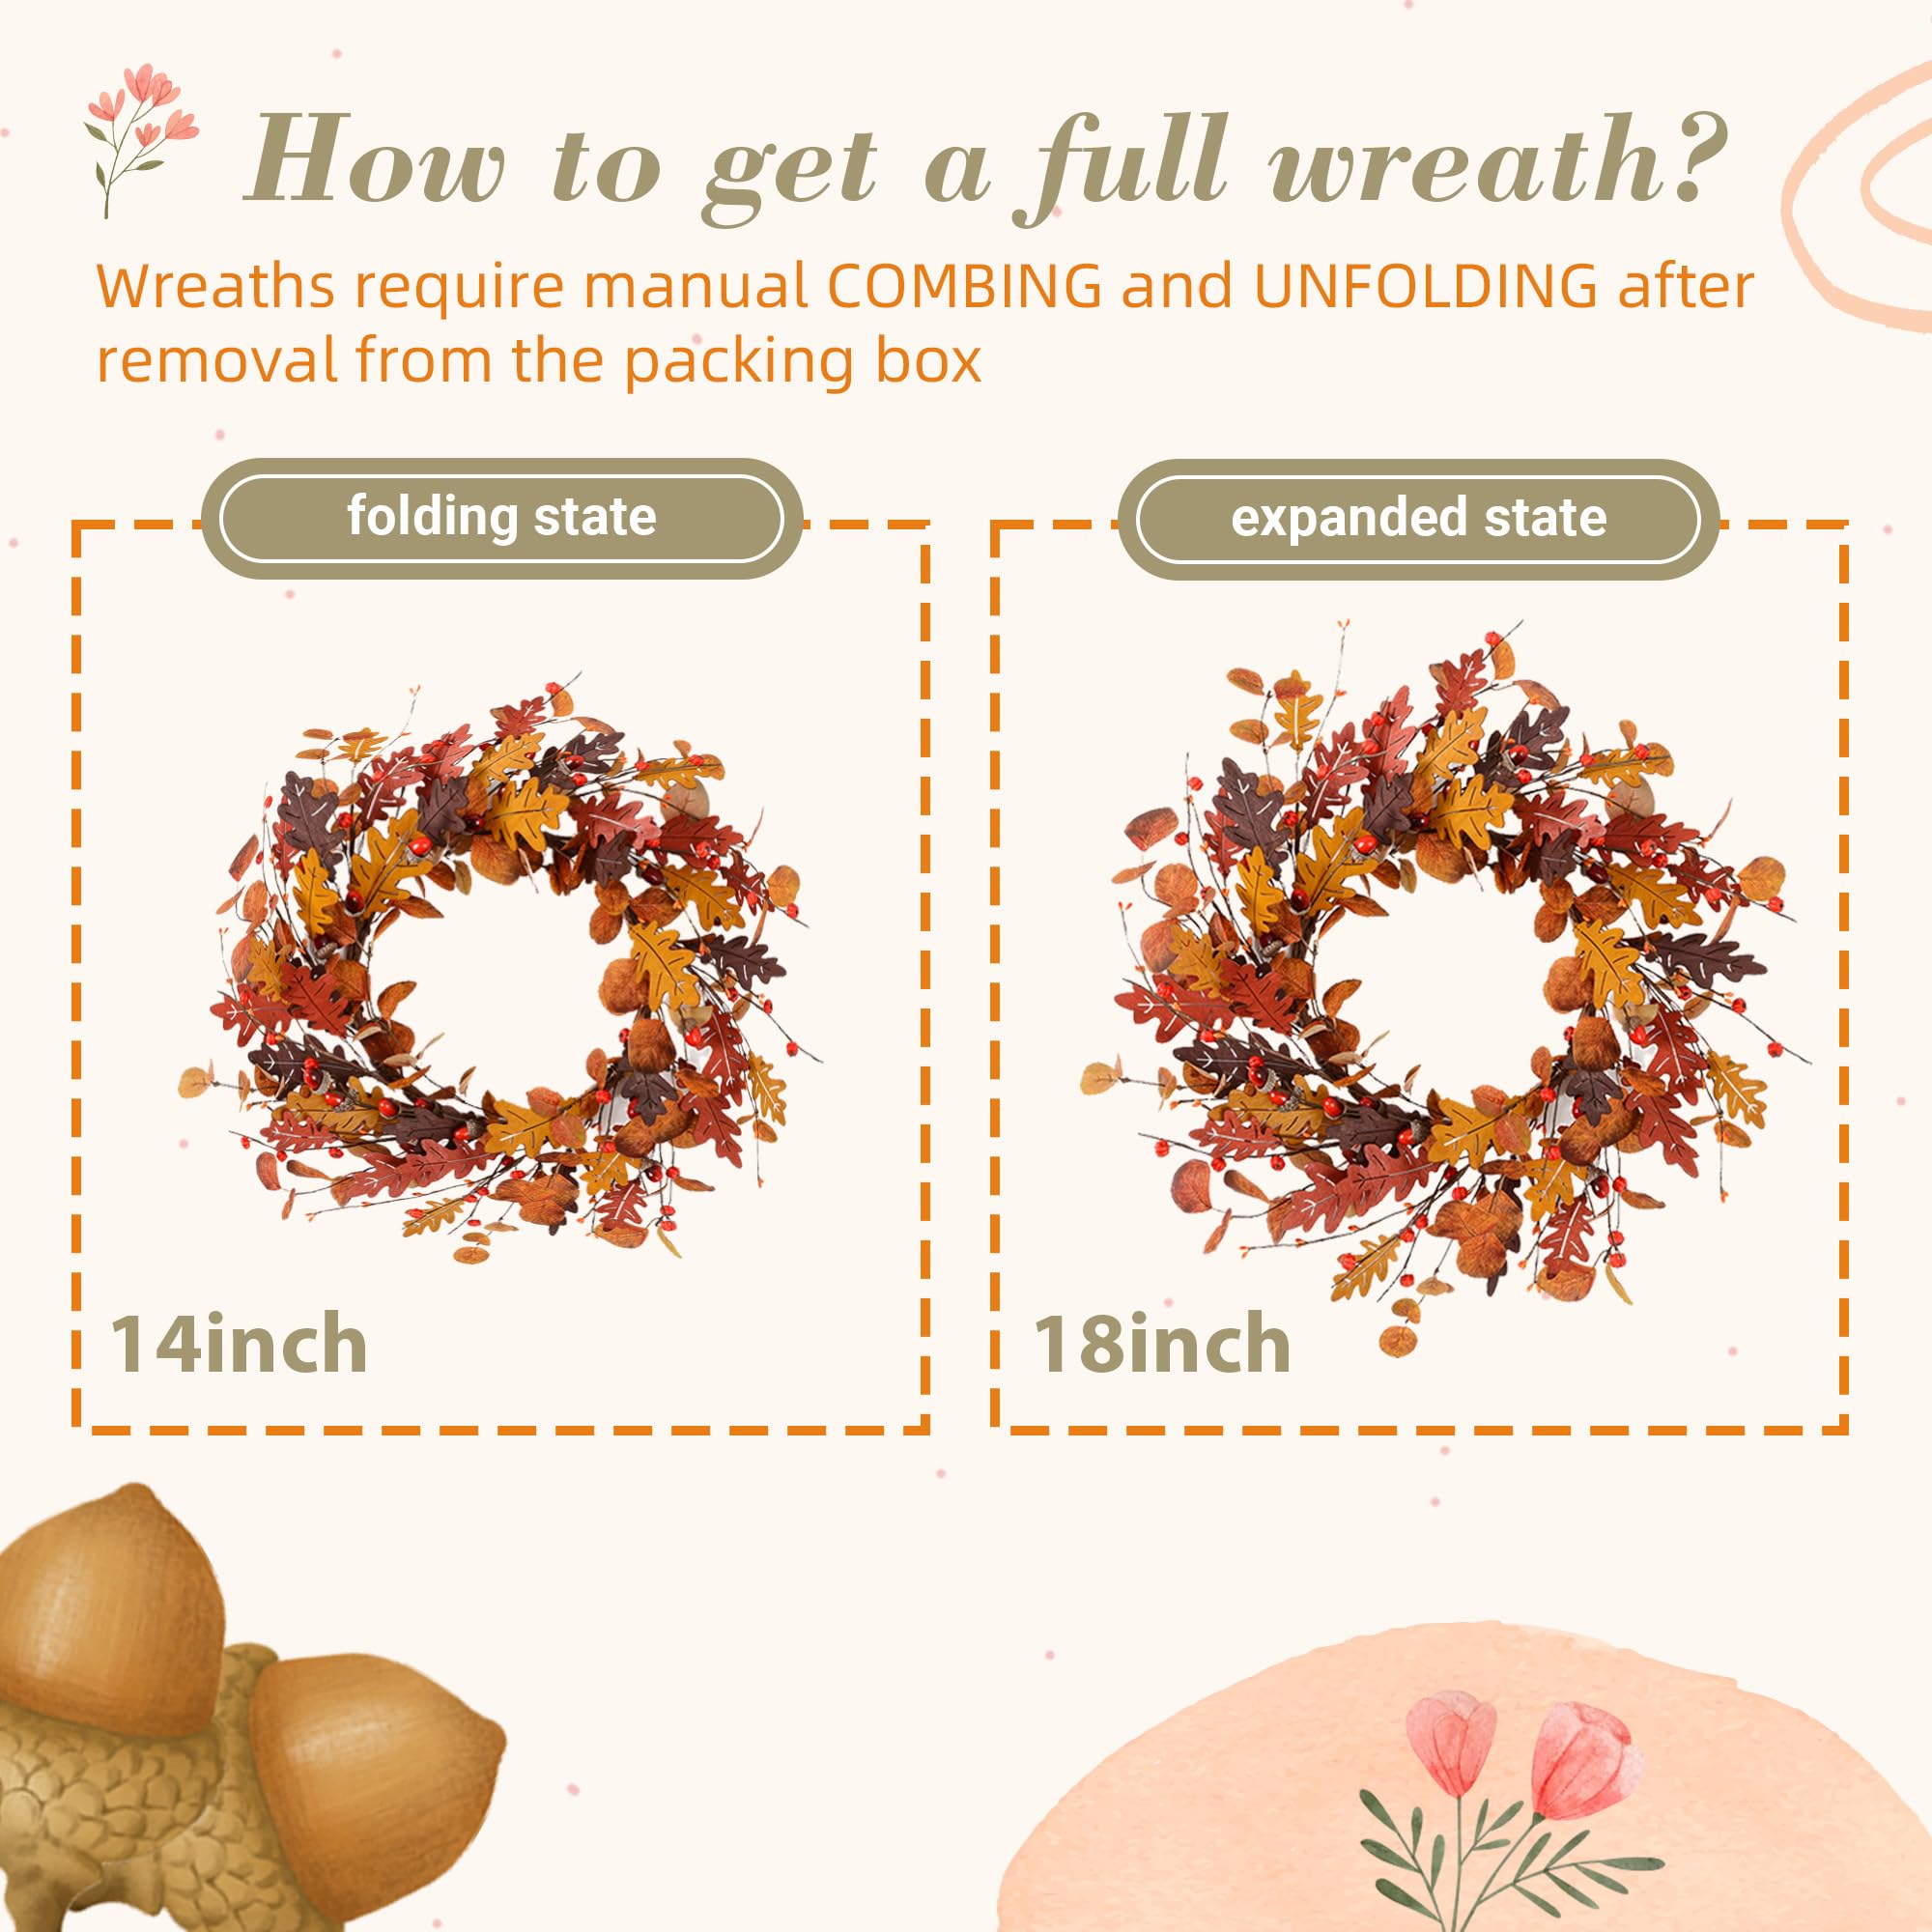 How to get a full wreath?
Wreaths require manual COMBING and UNFOLDING after
removal from the packing box
folding state
expanded state
14inch
18inch